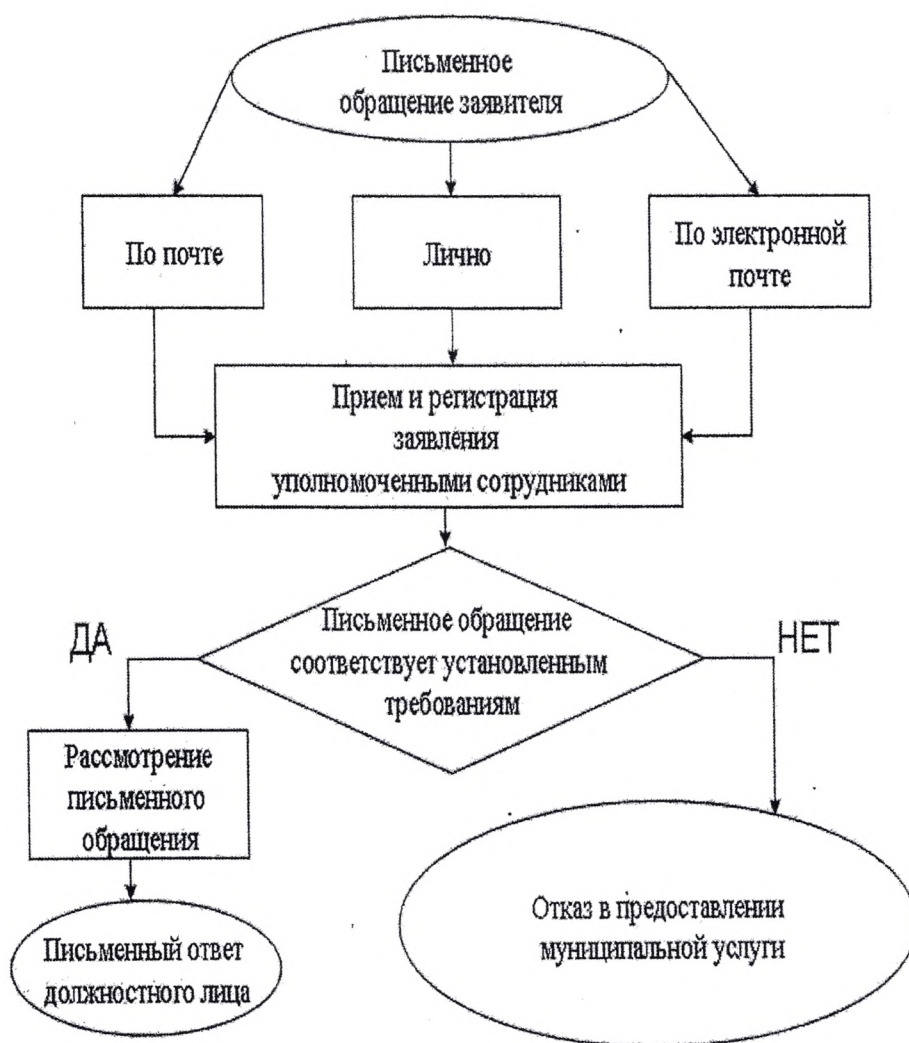 Письменное
обращение заявителя
По почте
Лично
По электронной
почте
Прием и регистрация
заявления
уполномоченными сотрудниками
Письменное обращение
соответствует установленным
требованиям
ДА
НЕТ
Рассмотрение
письменного
обращения
Письменный ответ
должностного лица
Отказ в предоставлении
муниципальной услуги